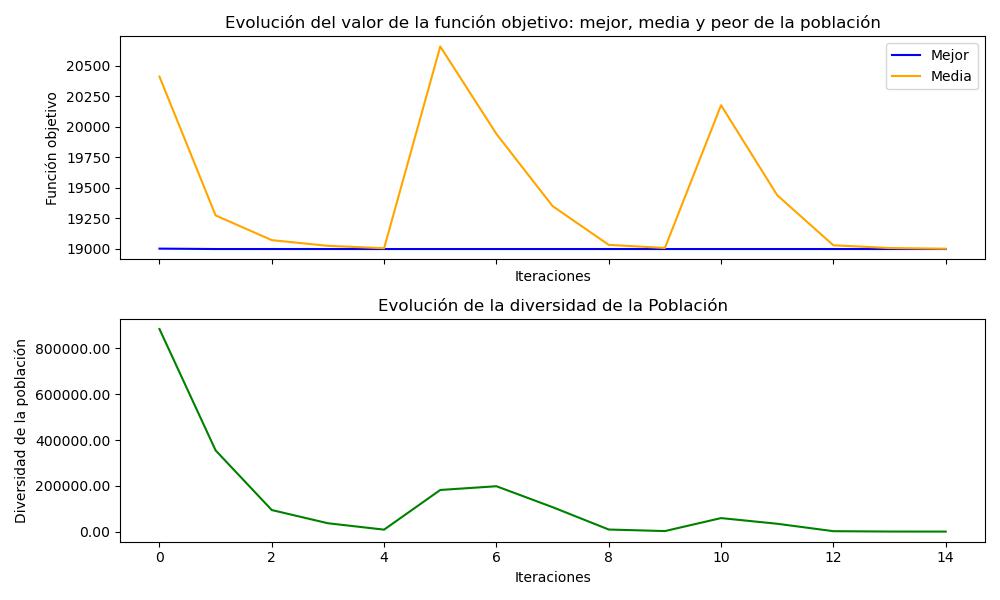 Evolución del valor de la función objetivo: mejor, media y peor de la población
Función objetivo
20500
20250
20000
19750
19500
19250
19000
Mejor
Media
Iteraciones
Evolución de la diversidad de la Población
Diversidad de la población
800000.00
600000.00
400000.00
200000.00
0.00
0 2 4 6 8 10 12 14
Iteraciones